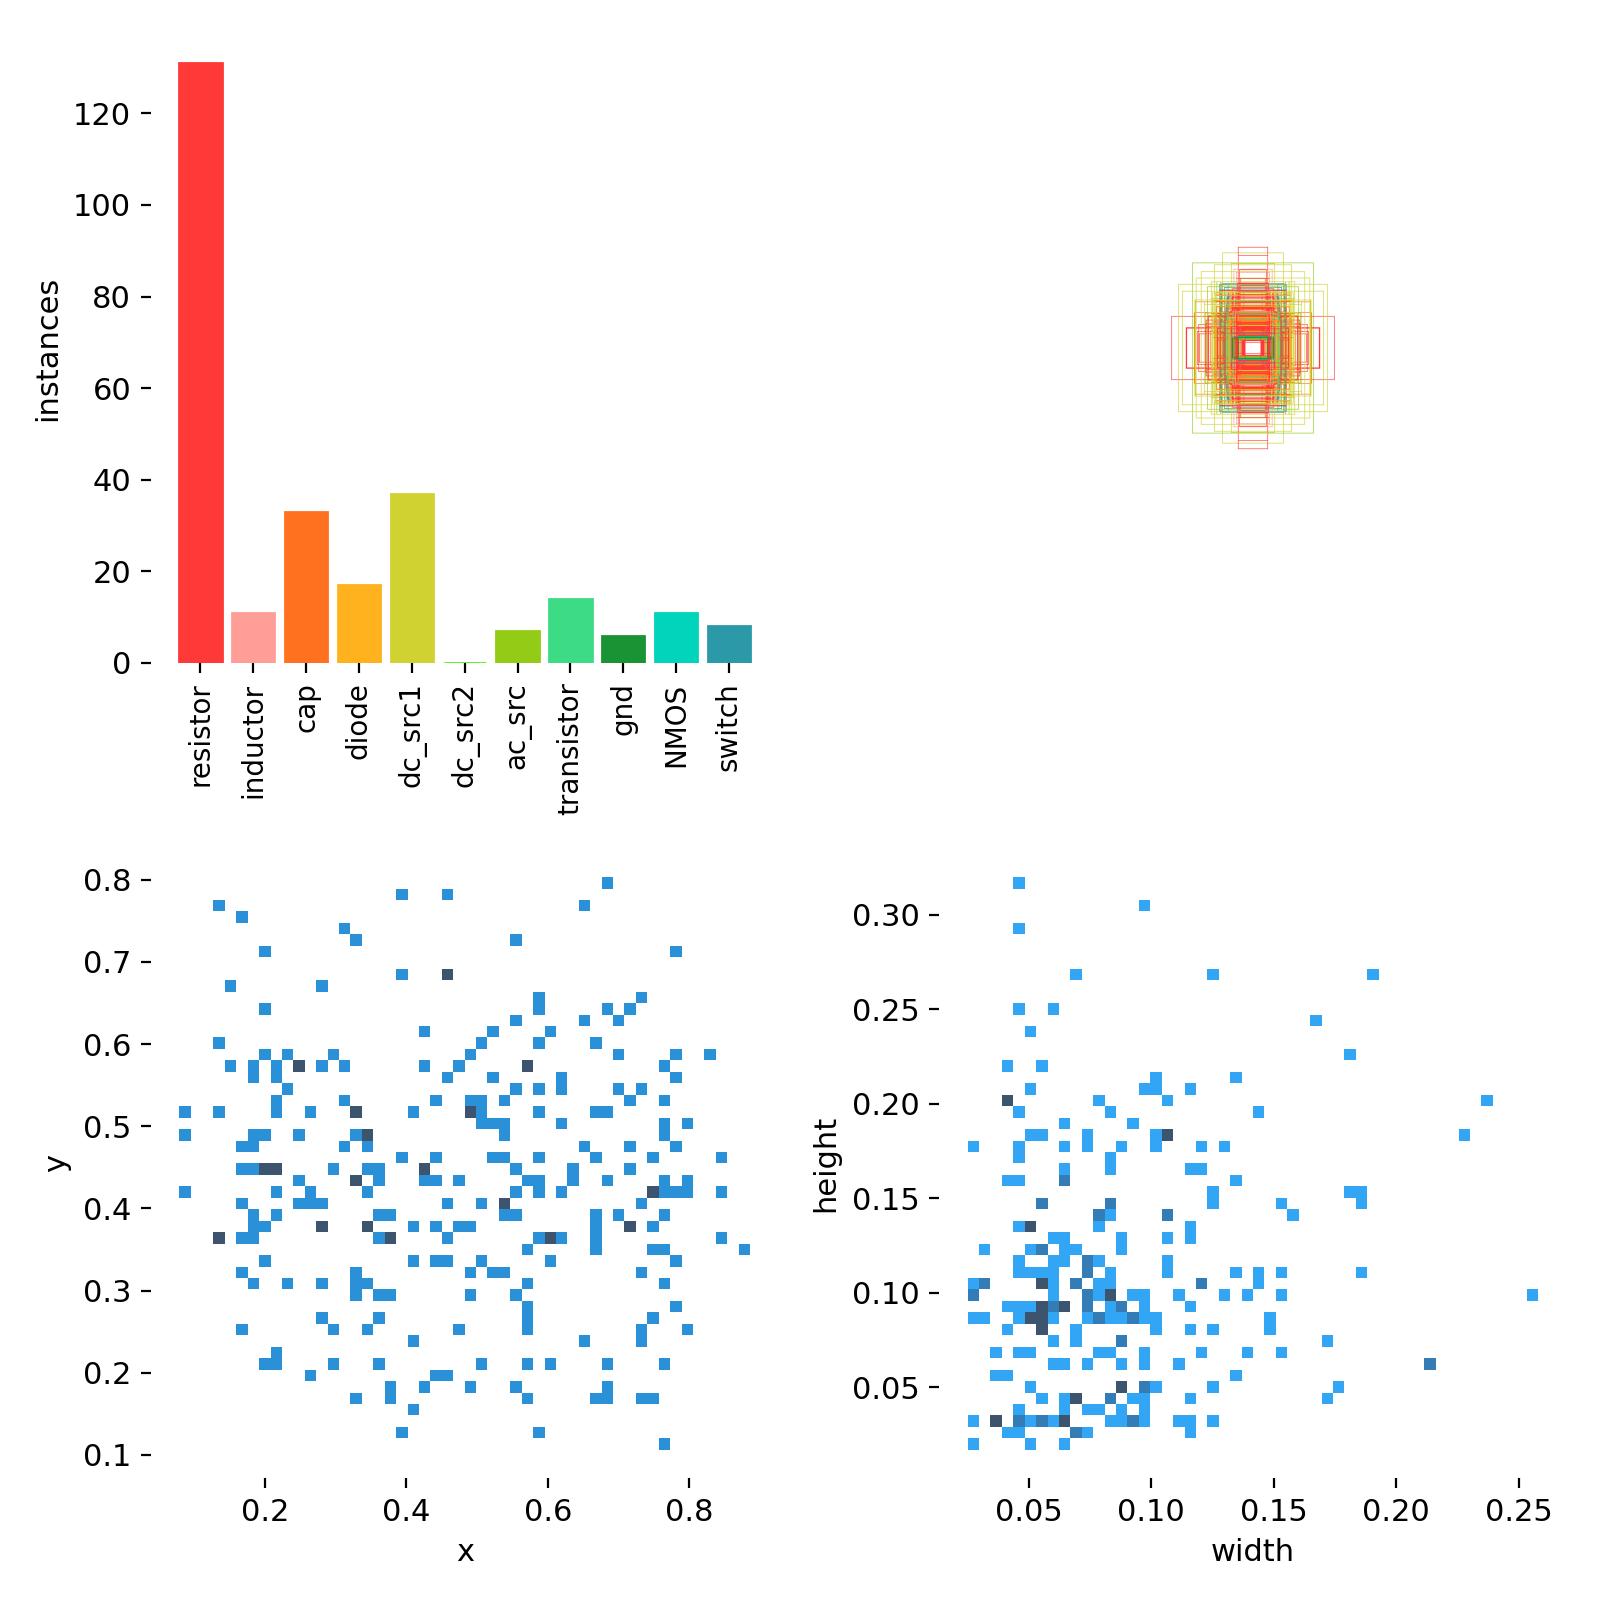 120
100
80
60
40
20
0
instances
resistor
inductor
cap
diode
dc_src1
dc_src2
ac_src
transistor
gnd
NMOS
switch
0.8
0.7
0.6
0.5
0.4
0.3
0.2
0.1
y
0.2 0.4 0.6 0.8
x
0.30
0.25
0.20
0.15
0.10
0.05
height
0.05 0.10 0.15 0.20 0.25
width